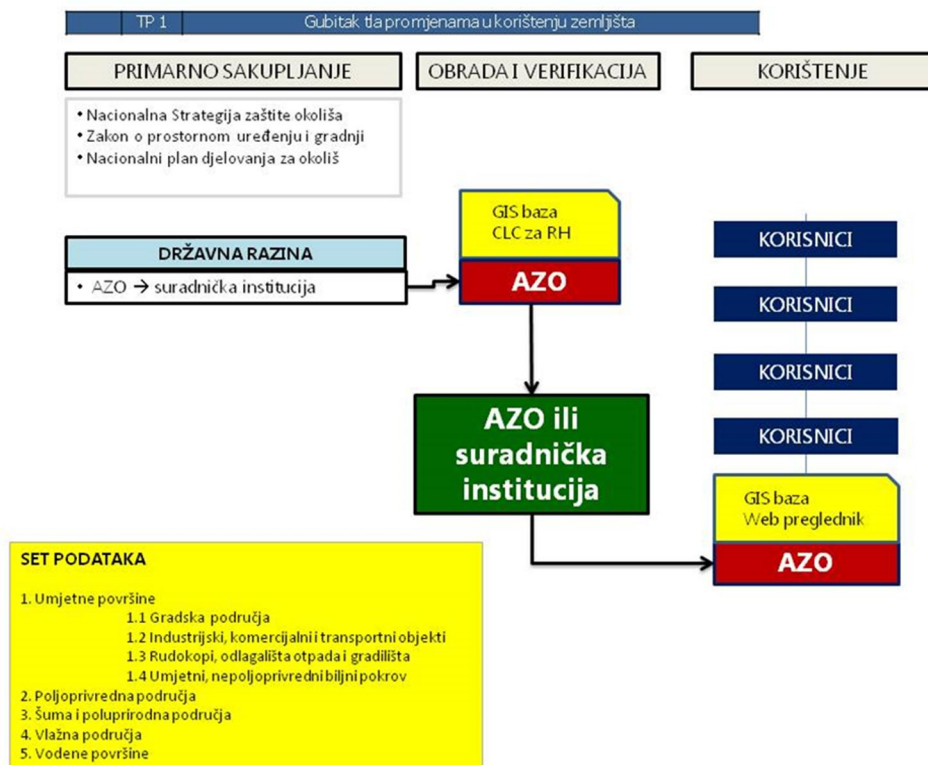 TP 1 Gubitak tla promjenama u korištenju zemljišta
PRIMARNO SAKUPLJANJE
OBRADA I VERIFIKACIJA
KORIŠTENJE
• Nacionalna Strategija zaštite okoliša
• Zakon o prostornom uređenju i gradnji
• Nacionalni plan djelovanja za okoliš
DRŽAVNA RAZINA
• AZO → suradnička institucija
GIS baza
CLC za RH
AZO
AZO ili
suradnička
institucija
KORISNICI
KORISNICI
KORISNICI
KORISNICI
GIS baza
Web preglednik
AZO
SET PODATAKA
1. Umjetne površine
1.1 Gradska područja
1.2 Industrijski, komercijalni i transportni objekti
1.3 Rudokopi, odlagališta otpada i gradilišta
1.4 Umjetni, nepoljoprivredni biljni pokrov
2. Poljoprivredna područja
3. Šuma i poluprirodna područja
4. Vlažna područja
5. Vodene površine